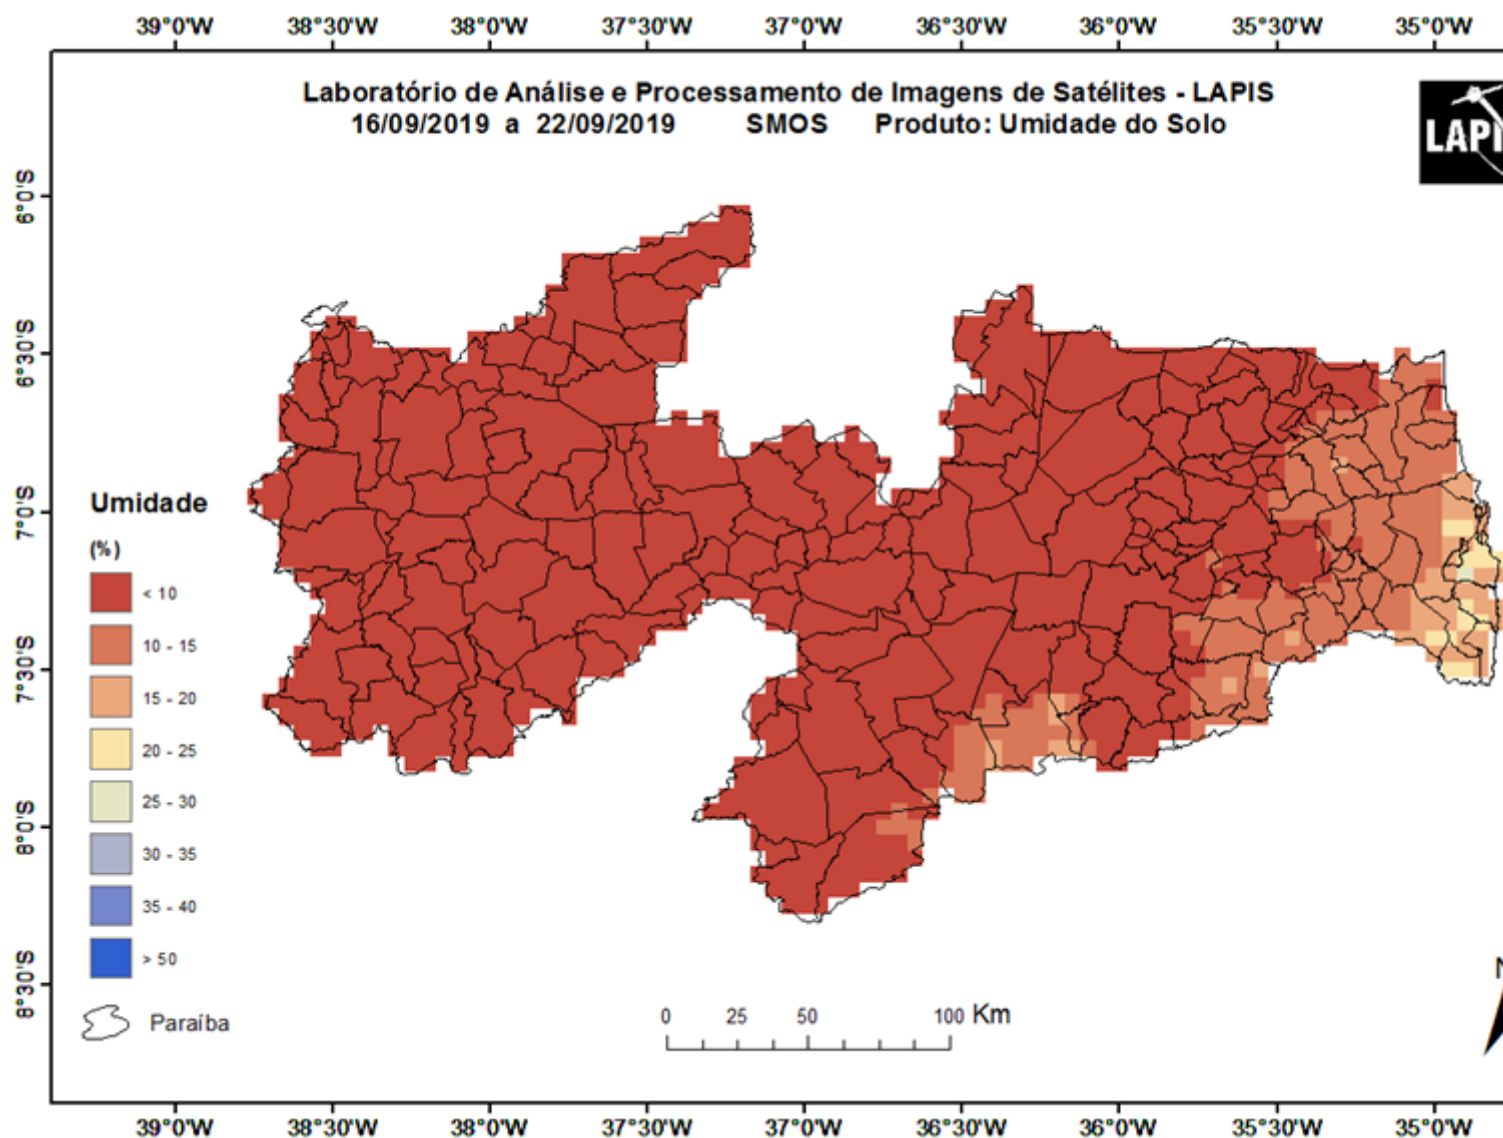 39°0'W 38°30'W 38°0'W 37°30'W 37°0'W 36°30'W 36°0'W 35°30'W 35°0'W
Laboratório de Análise e Processamento de Imagens de Satélites - LAPIS
16/09/2019 a 22/09/2019 SMOS Produto: Umidade do Solo
LAPI
6°0'S
6°30'S
7°0'S
7°30'S
8°0'S
8°30'S
Umidade
(%)
< 10
10 - 15
15 - 20
20 - 25
25 - 30
30 - 35
35 - 40
> 50
Paraíba
0 25 50 100 Km
39°0'W 38°30'W 38°0'W 37°30'W 37°0'W 36°30'W 36°0'W 35°30'W 35°0'W